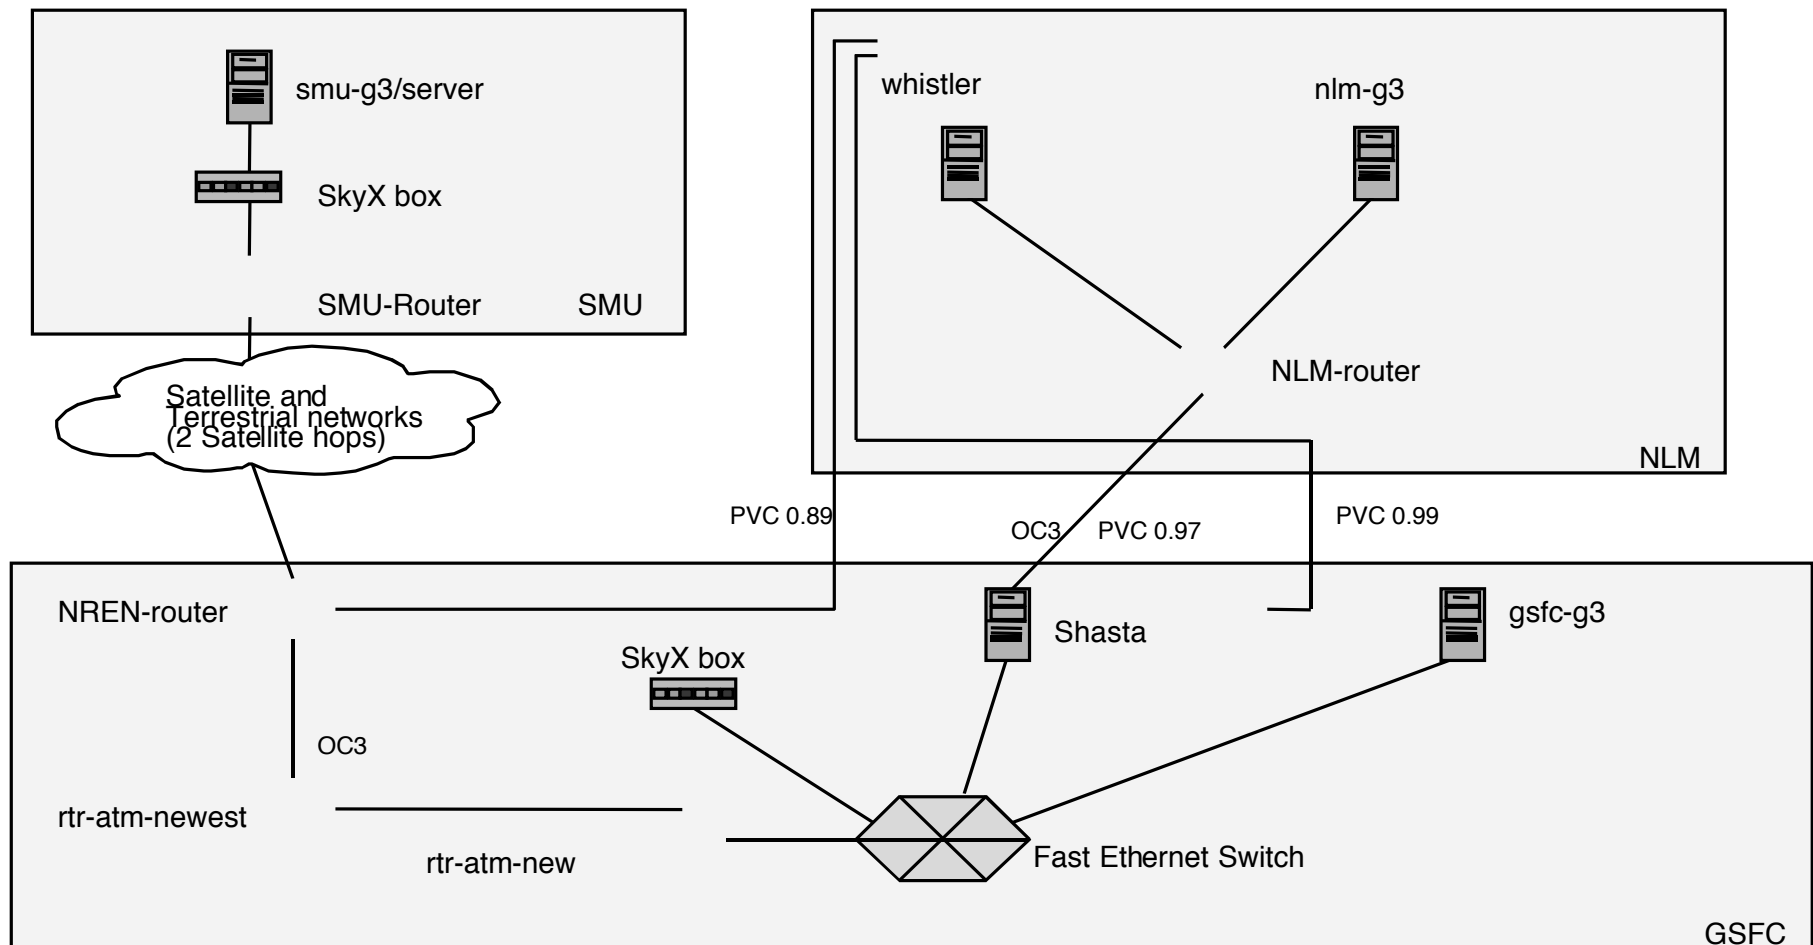 smu-g3/server
SkyX box
SMU-Router
SMU
whistler
nlm-g3
NLM-router
NLM
Satellite and
Terrestrial networks
(2 Satellite hops)
PVC 0.89
OC3
PVC 0.97
PVC 0.99
NREN-router
SkyX box
Shasta
gsfc-g3
OC3
rtr-atm-newest
rtr-atm-new
Fast Ethernet Switch
GSFC